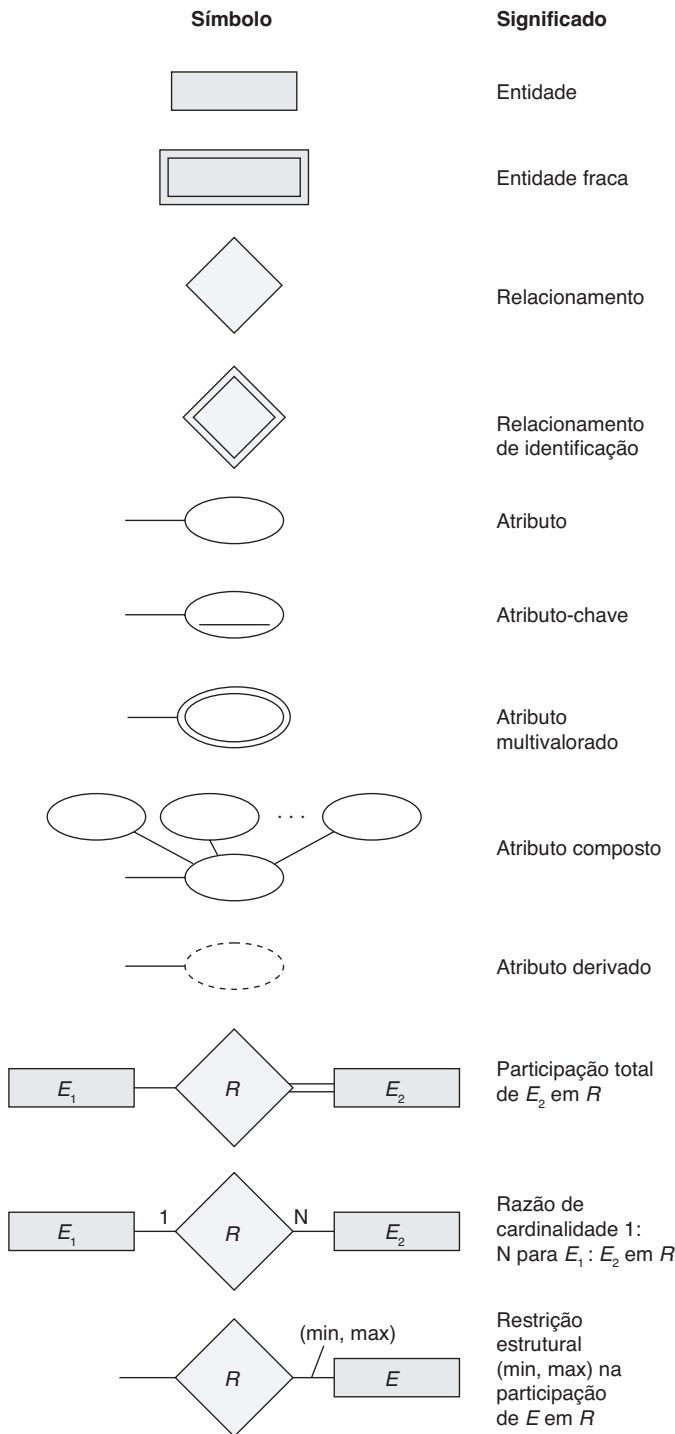 Símbolo Significado
Entidade
Entidade fraca
Relacionamento
Relacionamento
de identificação
Atributo
Atributo-chave
Atributo
multivalorado
. . .
Atributo composto
Atributo derivado
E₁ R E₂
Participação total
de E₂ em R
E₁ 1 R N E₂
Razão de
cardinalidade 1:
N para E₁ : E₂ em R
(min, max)
R E
Restrição
estrutural
(min, max) na
participação
de E em R